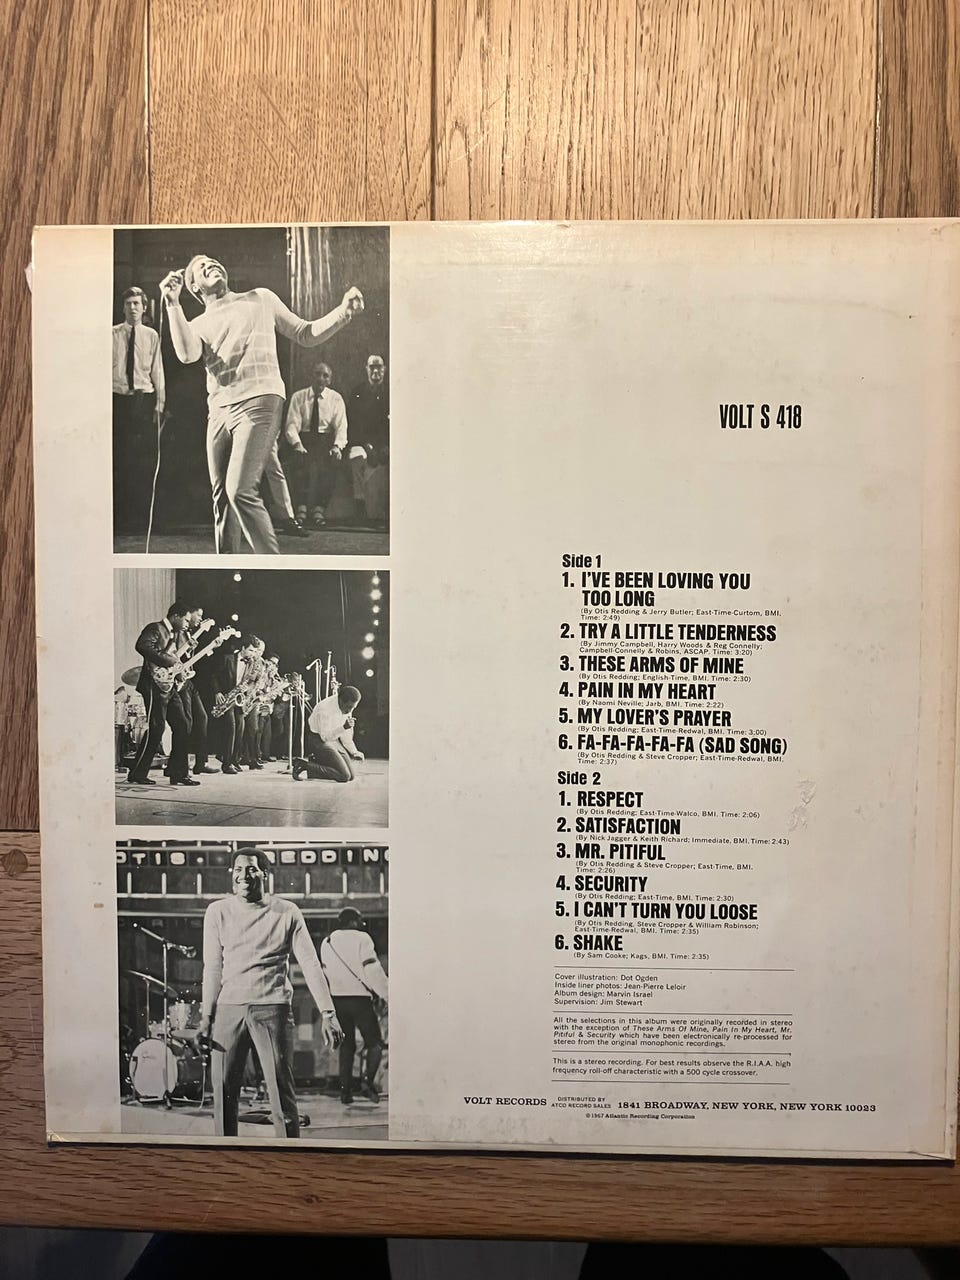 OTIS REDDING
VOLT S 418
Side 1
1. I'VE BEEN LOVING YOU
TOO LONG
(By Otis Redding & Jerry Butler; East-Time-Curtom, BMI.
Time: 2:49)
2. TRY A LITTLE TENDERNESS
(By Jimmy Campbell, Harry Woods & Reg Connelly;
Campbell-Connelly & Robins, ASCAP. Time: 3:20)
3. THESE ARMS OF MINE
(By Otis Redding; English-Time, BMI. Time: 2:30)
4. PAIN IN MY HEART
(By Naomi Neville; Jarb, BMI. Time: 2:22)
5. MY LOVER'S PRAYER
(By Otis Redding; East-Time-Redwal, BMI. Time: 3:00)
6. FA-FA-FA-FA-FA (SAD SONG)
(By Otis Redding & Steve Cropper; East-Time-Redwal, BMI.
Time: 2:37)
Side 2
1. RESPECT
(By Otis Redding; East-Time-Walco, BMI. Time: 2:06)
2. SATISFACTION
(By Nick Jagger & Keith Richard; Immediate, BMI. Time: 2:43)
3. MR. PITIFUL
(By Otis Redding & Steve Cropper; East-Time, BMI.
Time: 2:26)
4. SECURITY
(By Otis Redding; East-Time, BMI. Time: 2:30)
5. I CAN'T TURN YOU LOOSE
(By Otis Redding, Steve Cropper & William Robinson;
East-Time-Redwal, BMI. Time: 2:35)
6. SHAKE
(By Sam Cooke; Kags, BMI. Time: 2:35)
Cover illustration: Dot Ogden
Inside liner photos: Jean-Pierre Leloir
Album design: Marvin Israel
Supervision: Jim Stewart
All the selections in this album were originally recorded in stereo
with the exception of These Arms Of Mine, Pain In My Heart, Mr.
Pitiful & Security which have been electronically re-processed for
stereo from the original monophonic recordings.
This is a stereo recording. For best results observe the R.I.A.A. high
frequency roll-off characteristic with a 500 cycle crossover.
VOLT RECORDS DISTRIBUTED BY ATCO RECORD SALES 1841 BROADWAY, NEW YORK, NEW YORK 10023
© 1967 Atlantic Recording Corporation